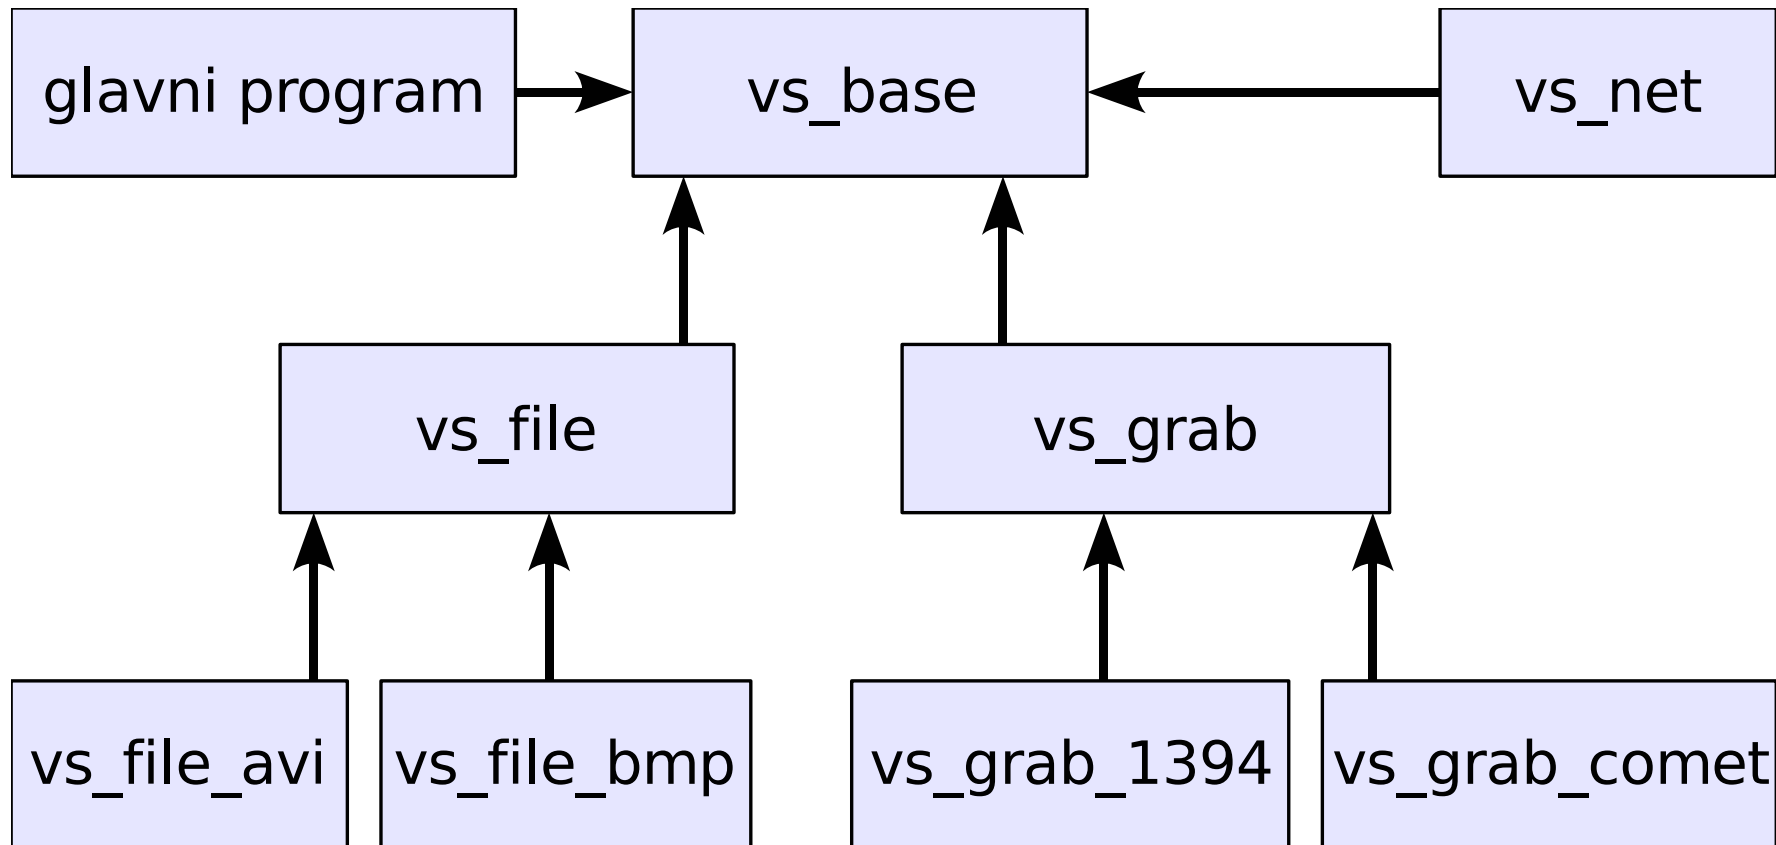 glavni program
vs_base
vs_net
vs_file
vs_grab
vs_file_avi
vs_file_bmp
vs_grab_1394
vs_grab_comet